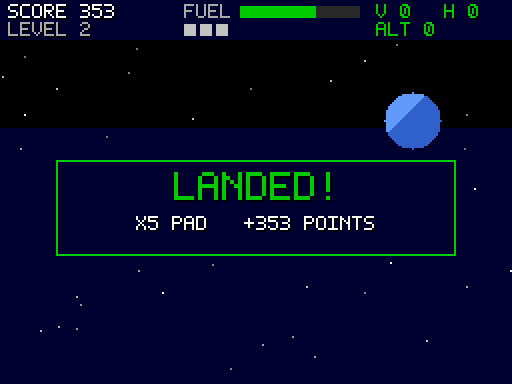 SCORE 353 FUEL V 0 H 0
LEVEL 2 ALT 0
LANDED!
X5 PAD +353 POINTS